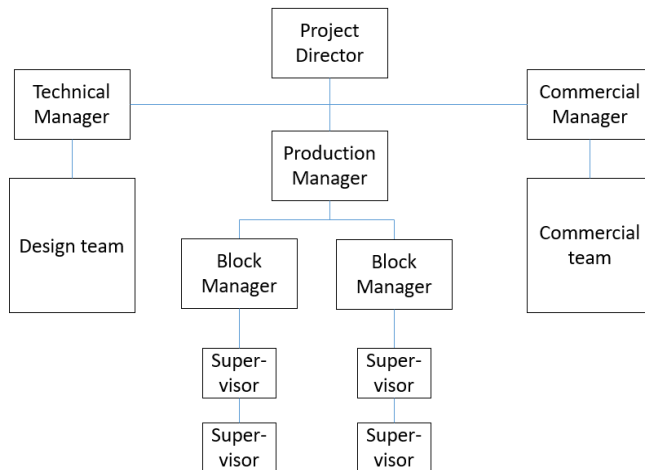 Project
Director
Technical
Manager
Commercial
Manager
Production
Manager
Design team
Commercial
team
Block
Manager
Block
Manager
Super-
visor
Super-
visor
Super-
visor
Super-
visor